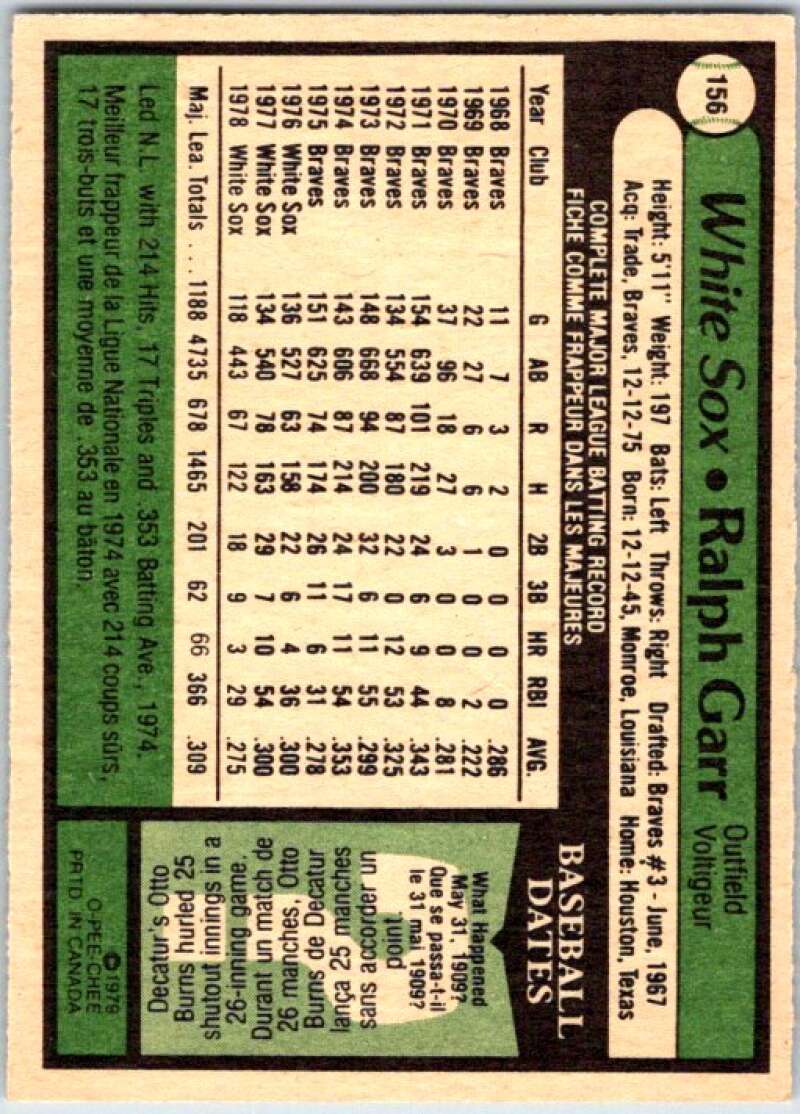 156
White Sox • Ralph Garr
Outfield
Voltigeur
Height: 5'11" Weight: 197 Bats: Left Throws: Right Drafted: Braves #3 - June, 1967
Acq: Trade, Braves, 12-12-75 Born: 12-12-45, Monroe, Louisiana Home: Houston, Texas
COMPLETE MAJOR LEAGUE BATTING RECORD
FICHE COMME FRAPPEUR DANS LES MAJEURES
Year Club G AB R H 2B 3B HR RBI AVG.
1968 Braves 11 7 3 2 0 0 0 0 .286
1969 Braves 22 27 6 6 1 0 0 2 .222
1970 Braves 37 96 18 27 3 0 0 8 .281
1971 Braves 154 639 101 219 24 6 9 44 .343
1972 Braves 134 554 87 180 22 0 12 53 .325
1973 Braves 148 668 94 200 32 6 11 55 .299
1974 Braves 143 606 87 214 24 17 11 54 .353
1975 Braves 151 625 74 174 26 11 6 31 .278
1976 White Sox 136 527 63 158 22 6 4 36 .300
1977 White Sox 134 540 78 163 29 7 10 54 .300
1978 White Sox 118 443 67 122 18 9 3 29 .275
Maj. Lea. Totals ... 1188 4735 678 1465 201 62 66 366 .309
Led N.L. with 214 Hits, 17 Triples and .353 Batting Ave., 1974.
Meilleur frappeur de la Ligue Nationale en 1974 avec 214 coups sûrs,
17 trois-buts et une moyenne de .353 au bâton.
BASEBALL
DATES
What Happened
May 31, 1909?
Que se passa-t-il
le 31 mai 1909?
Decatur's Otto
Burns hurled 25
shutout innings in a
26-inning game.
Durant un match de
26 manches, Otto
Burns de Decatur
lança 25 manches
sans accorder un
point.
© 1979
O-PEE-CHEE
PRTD. IN CANADA